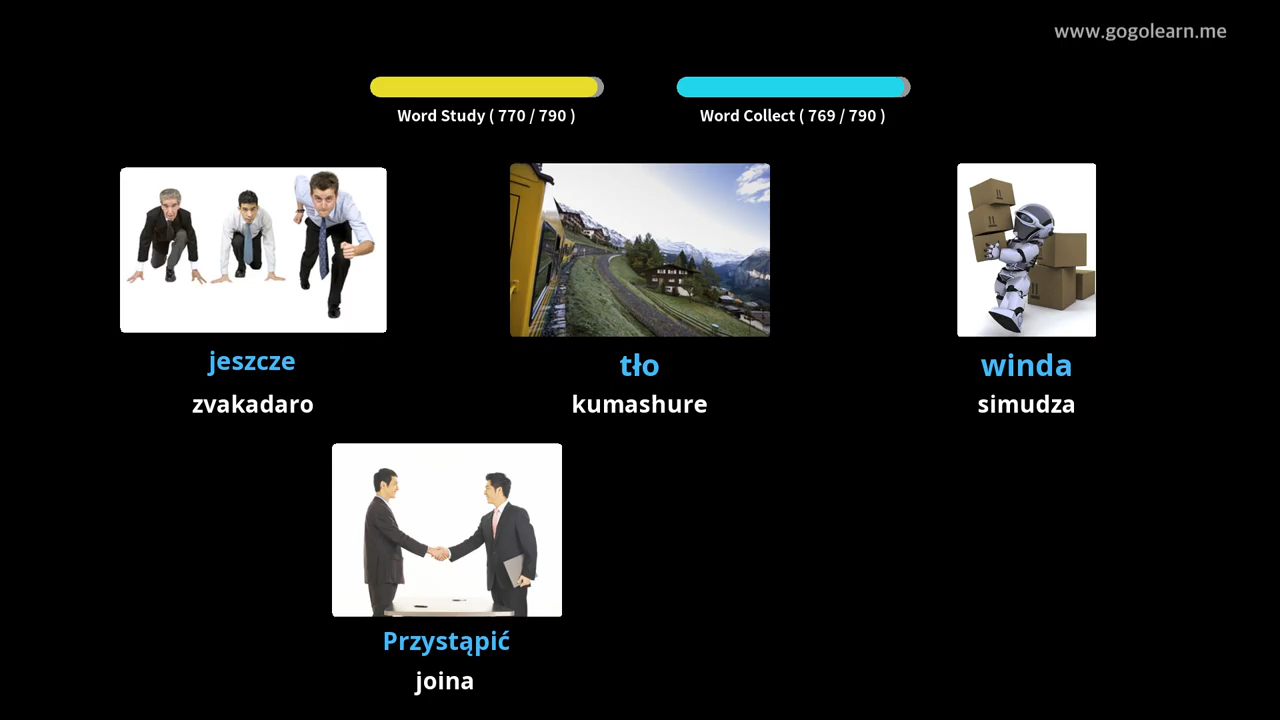 www.gogolearn.me
Word Study ( 770 / 790 )
Word Collect ( 769 / 790 )
jeszcze
zvakadaro
tło
kumashure
winda
simudza
Przystąpić
joina